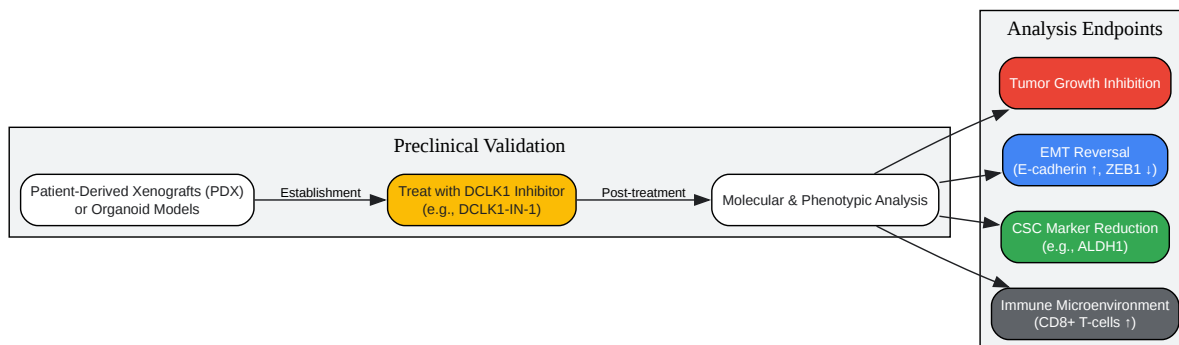 Analysis Endpoints
Tumor Growth Inhibition
Preclinical Validation
EMT Reversal
(E-cadherin ↑, ZEB1 ↓)
Patient-Derived Xenografts (PDX)
or Organoid Models
Establishment
Treat with DCLK1 Inhibitor
(e.g., DCLK1-IN-1)
Post-treatment
Molecular & Phenotypic Analysis
CSC Marker Reduction
(e.g., ALDH1)
Immune Microenvironment
(CD8+ T-cells ↑)